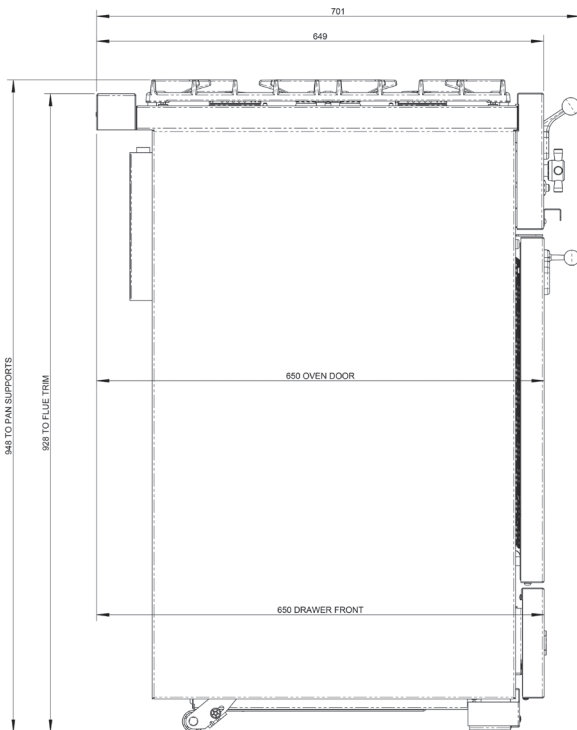 701
649
948 TO PAN SUPPORTS
928 TO FLUE TRIM
650 OVEN DOOR
650 DRAWER FRONT